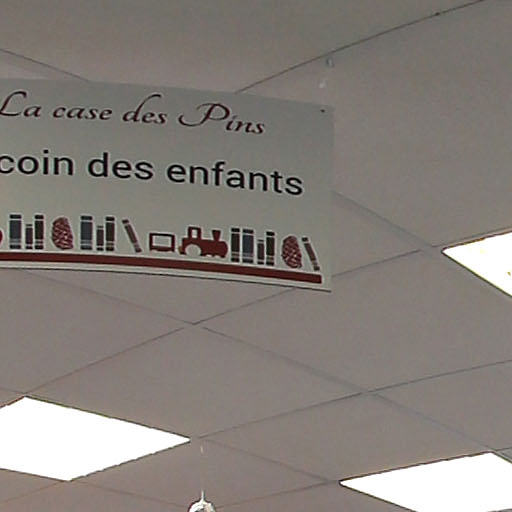 La case des Pins
coin des enfants